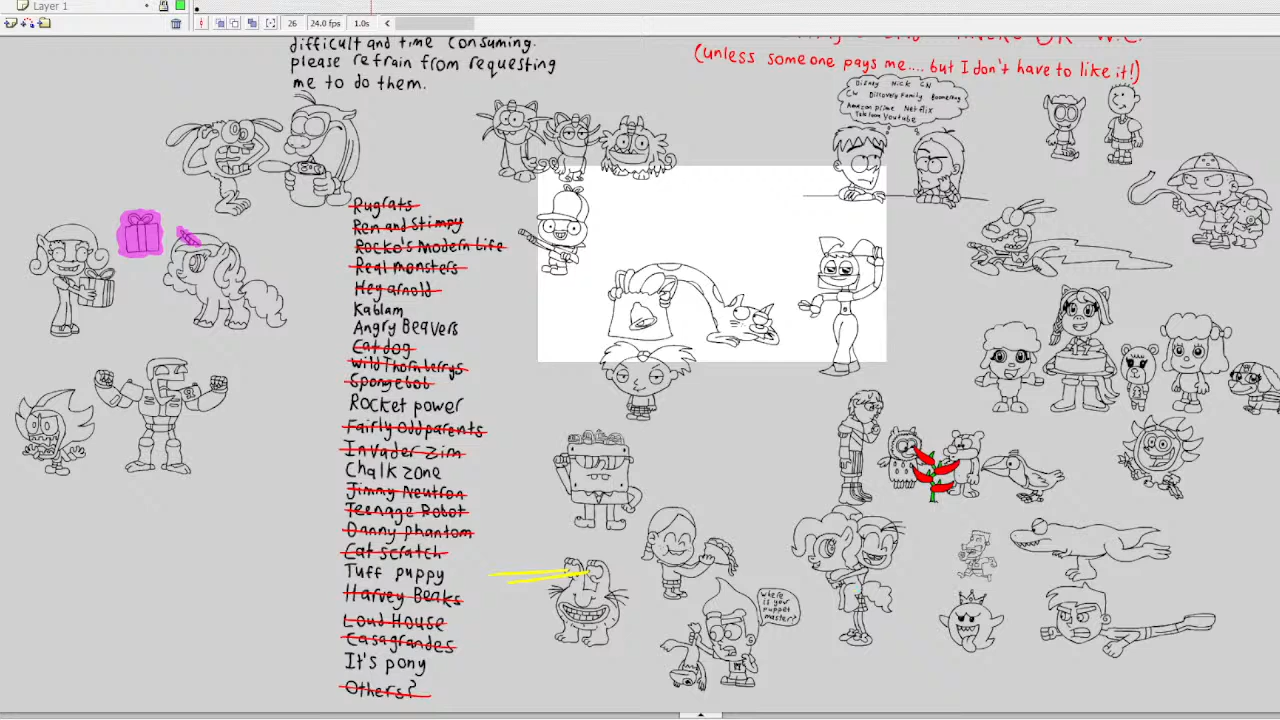 Layer 1
26 24.0 fps 1.0s
difficult and time consuming.
please refrain from requesting
me to do them.
(unless someone pays me.... but I don't have to like it!)
Disney Nick CN
CW Discovery Family Boomerang
Amazon prime Netflix
Teletoon Youtube
Rugrats
Ren and Stimpy
Rocko's Modern Life
Real monsters
Hey arnold
Kablam
Angry Beavers
Catdog
Wild Thornberrys
Spongebob
Rocket power
Fairly Oddparents
Invader Zim
Chalk zone
Jimmy Neutron
Teenage Robot
Danny phantom
Cat scratch
Tuff puppy
Harvey Beaks
Loud House
Casagrandes
It's pony
Others?
where
is your
puppet
master?